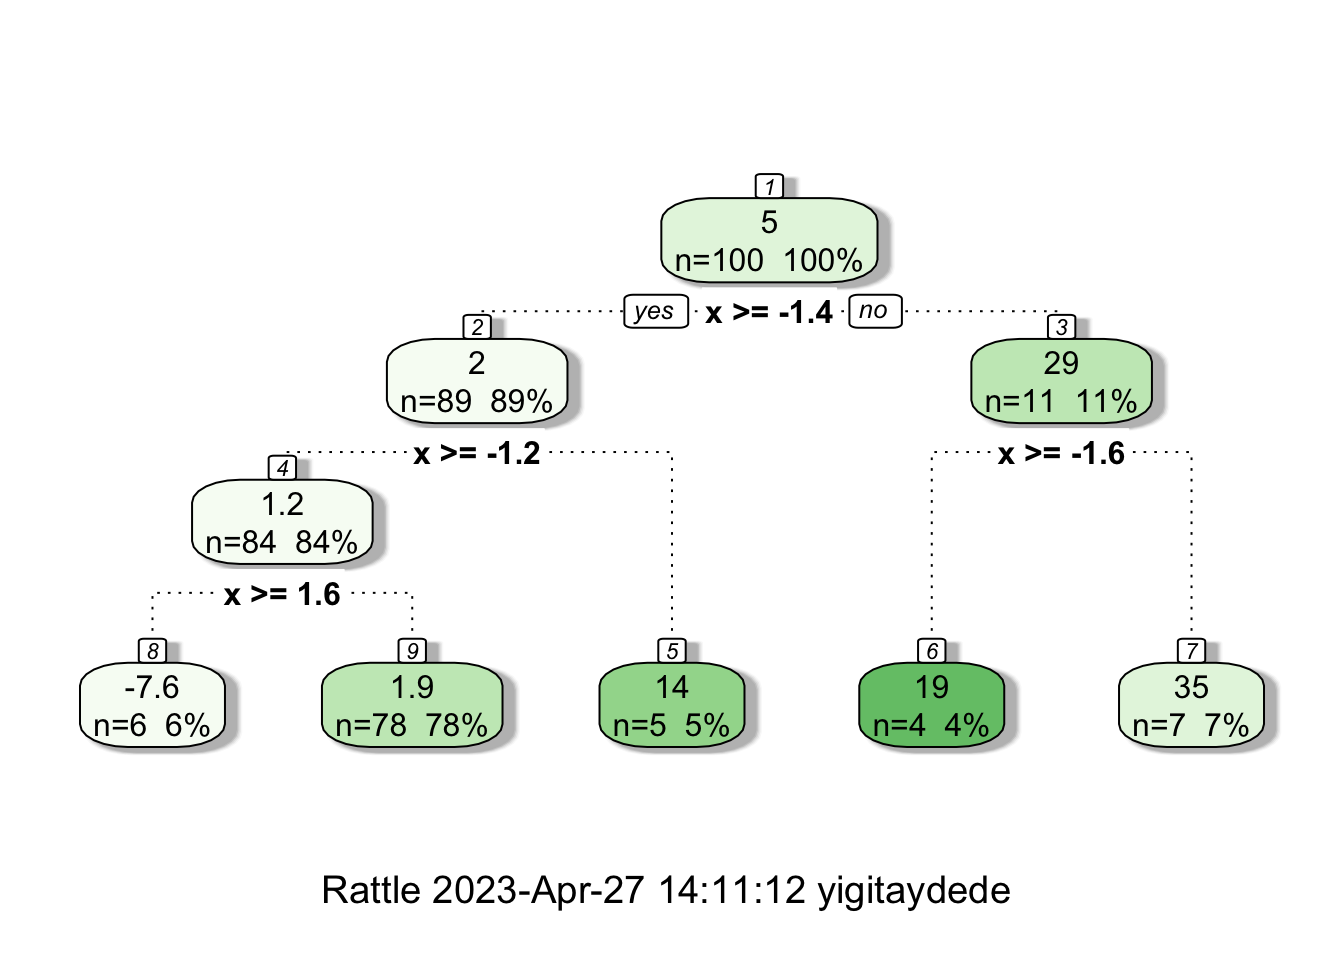 1
5
n=100 100%
yes x >= -1.4 no
2
2
n=89 89%
3
29
n=11 11%
x >= -1.2
x >= -1.6
4
1.2
n=84 84%
x >= 1.6
8
-7.6
n=6 6%
9
1.9
n=78 78%
5
14
n=5 5%
6
19
n=4 4%
7
35
n=7 7%
Rattle 2023-Apr-27 14:11:12 yigitaydede